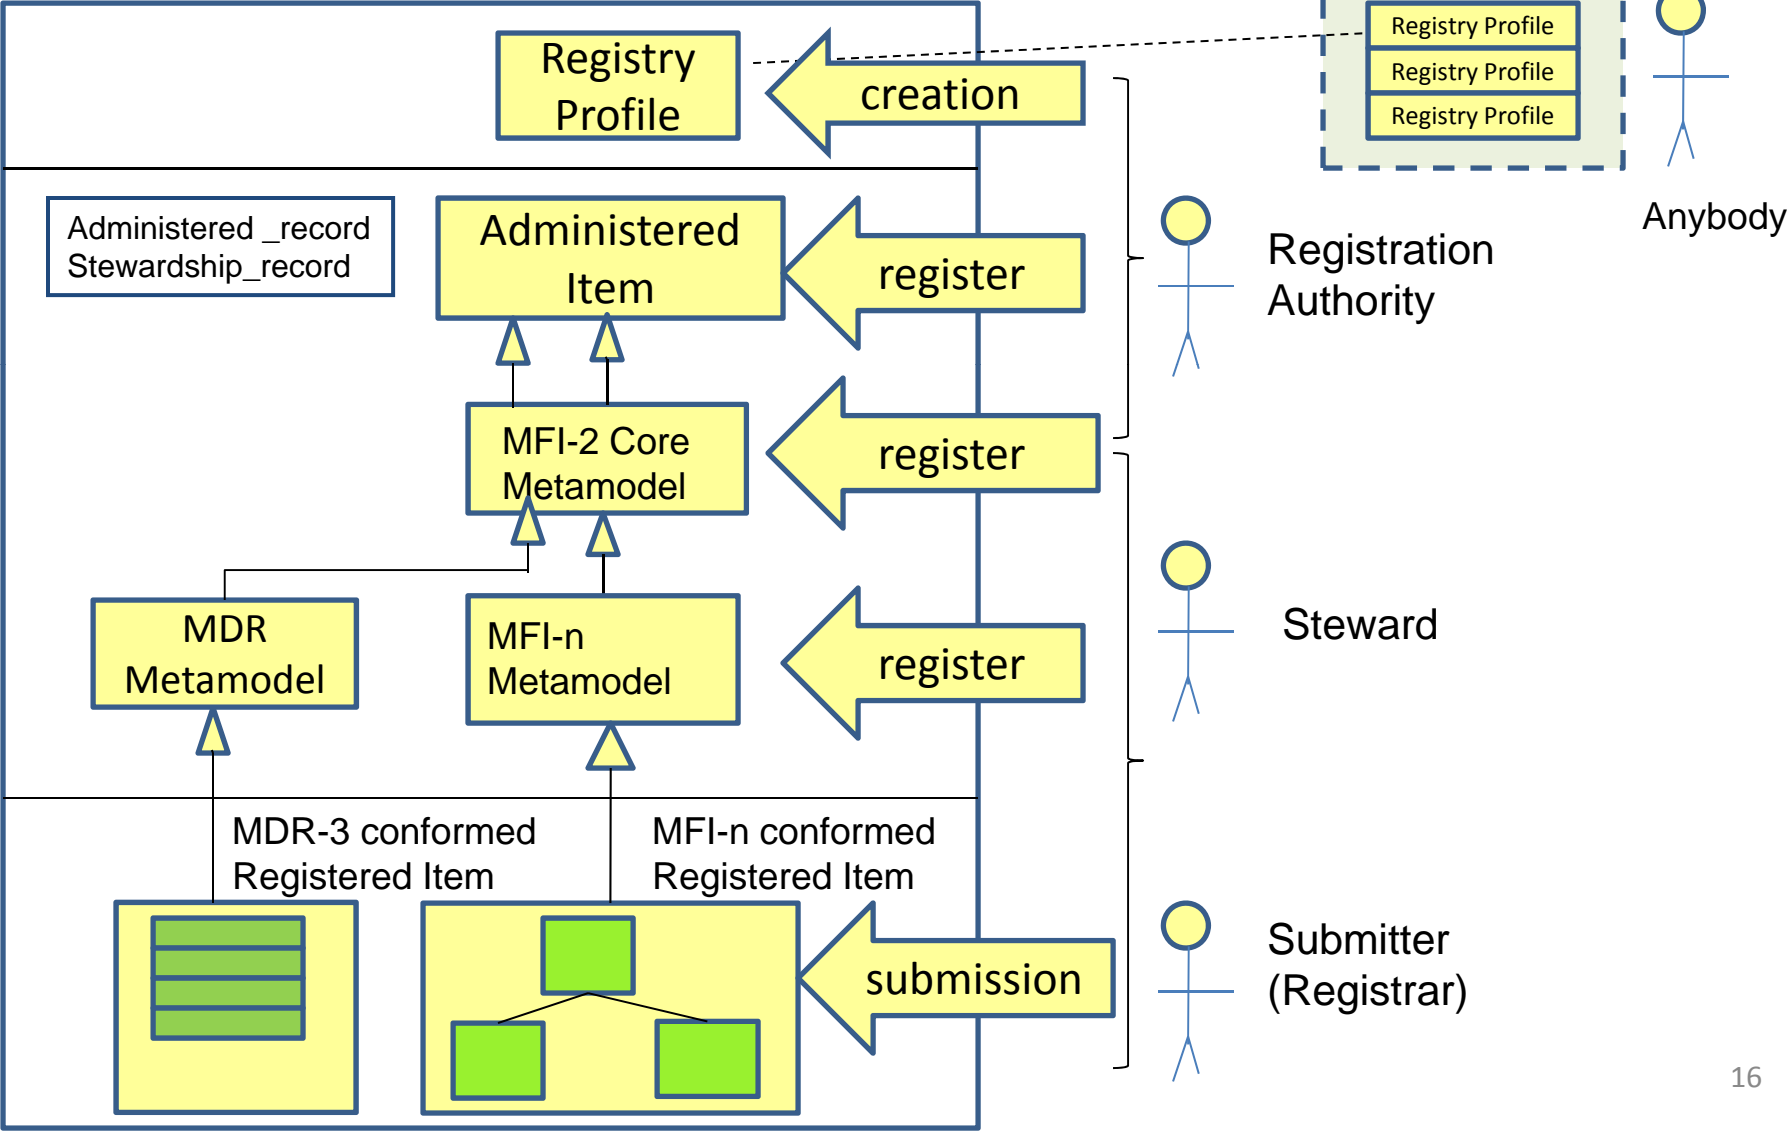 Registry
Profile
creation
Registry Profile
Registry Profile
Registry Profile
Anybody
Administered _record
Stewardship_record
Administered
Item
register
Registration
Authority
MFI-2 Core
Metamodel
register
MDR
Metamodel
MFI-n
Metamodel
register
Steward
MDR-3 conformed
Registered Item
MFI-n conformed
Registered Item
submission
Submitter
(Registrar)
16